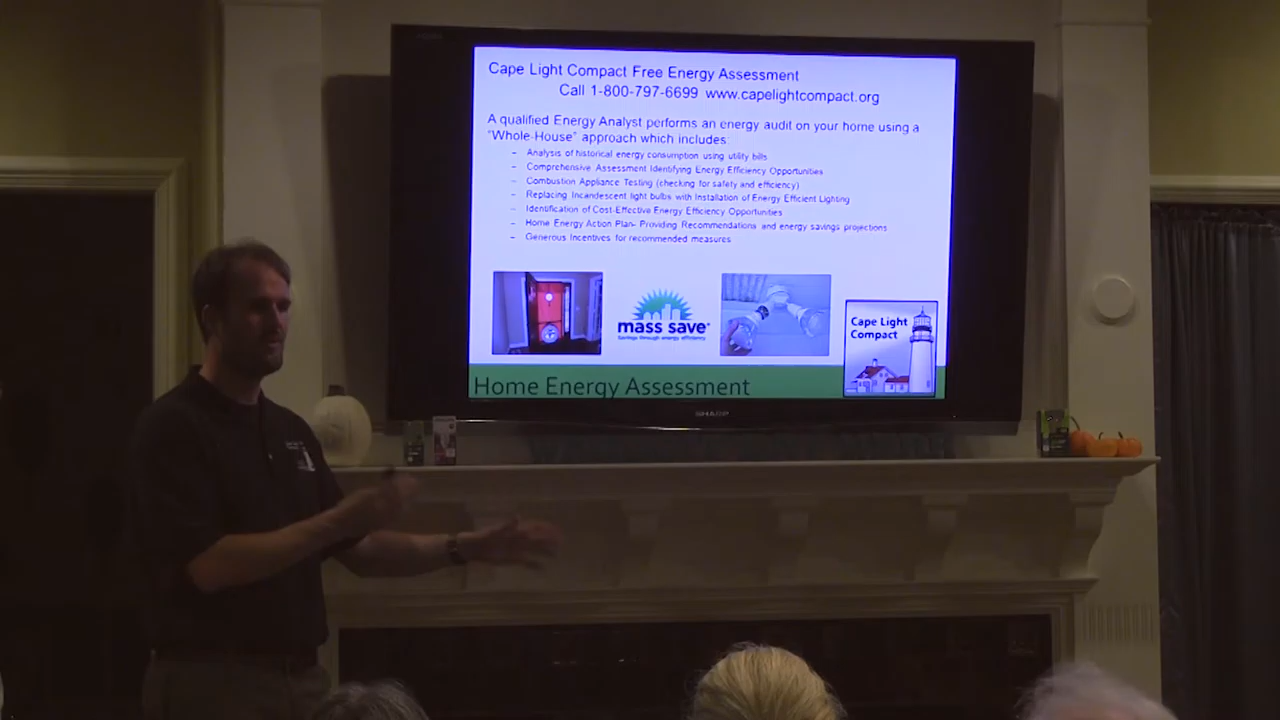 Cape Light Compact Free Energy Assessment
Call 1-800-797-6699 www.capelightcompact.org
A qualified Energy Analyst performs an energy audit on your home using a
"Whole-House" approach which includes:
– Analysis of historical energy consumption using utility bills
– Comprehensive Assessment Identifying Energy Efficiency Opportunities
– Combustion Appliance Testing (checking for safety and efficiency)
– Replacing Incandescent light bulbs with Installation of Energy Efficient Lighting
– Identification of Cost-Effective Energy Efficiency Opportunities
– Home Energy Action Plan- Providing Recommendations and energy savings projections
– Generous Incentives for recommended measures
mass save
Savings through energy efficiency
Cape Light
Compact
Home Energy Assessment
SHARP